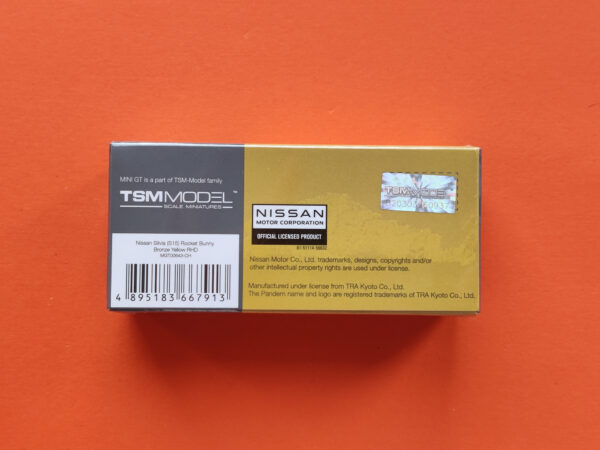 MINI GT is a part of TSM-Model family
TSMMODEL™
SCALE MINIATURES
Nissan Silvia (S15) Rocket Bunny
Bronze Yellow RHD
MGT00643-CH
4 895183 667913
NISSAN
MOTOR CORPORATION
OFFICIAL LICENSED PRODUCT
Nissan Motor Co., Ltd. trademarks, designs, copyrights and/or
other intellectual property rights are used under license.
Manufactured under license from TRA Kyoto Co., Ltd.
The Pandem name and logo are registered trademarks of TRA Kyoto Co., Ltd.
TSMMODEL